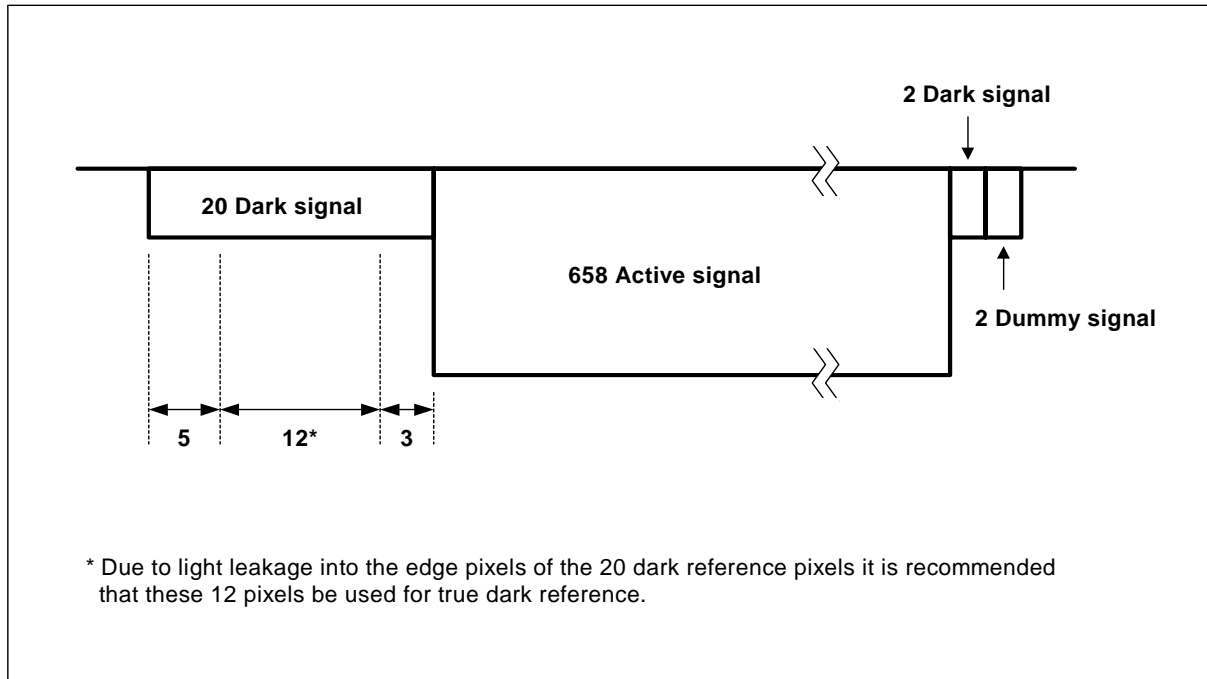 2 Dark signal
20 Dark signal
658 Active signal
2 Dummy signal
5
12*
3
* Due to light leakage into the edge pixels of the 20 dark reference pixels it is recommended
that these 12 pixels be used for true dark reference.